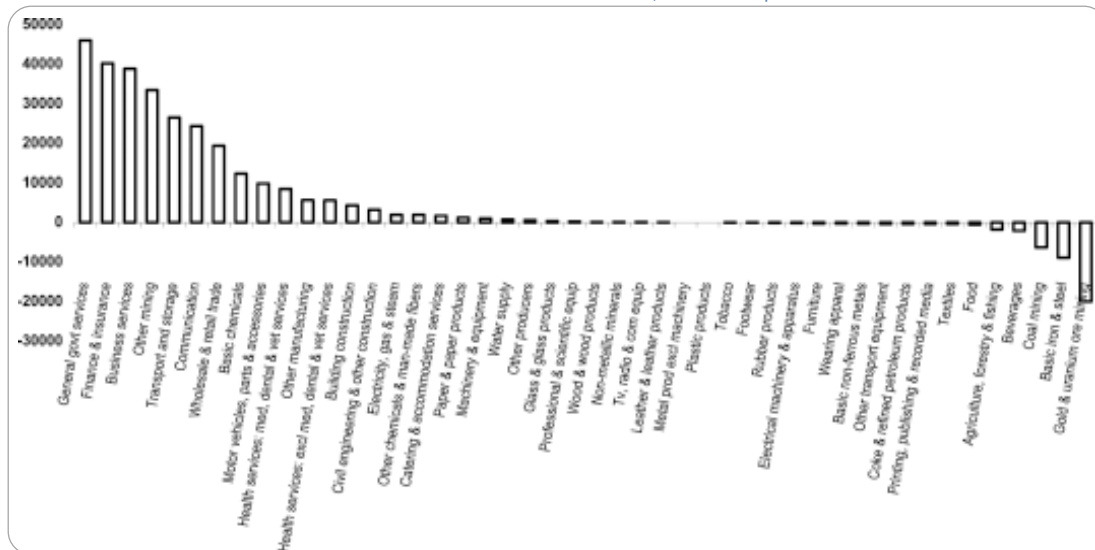 50000
40000
30000
20000
10000
0
-10000
-20000
-30000
General govt services
Finance & insurance
Business services
Other mining
Transport and storage
Communication
Wholesale & retail trade
Basic chemicals
Motor vehicles, parts & accessories
Health services: med, dental & vet services
Other manufacturing
Health services: excl med, dental & vet services
Building construction
Civil engineering & other construction
Electricity, gas & steam
Other chemicals & man-made fibers
Catering & accommodation services
Paper & paper products
Machinery & equipment
Water supply
Other producers
Glass & glass products
Professional & scientific equip
Wood & wood products
Non-metallic minerals
Tv, radio & com equip
Leather & leather products
Metal prod excl machinery
Plastic products
Tobacco
Footwear
Rubber products
Electrical machinery & apparatus
Furniture
Wearing apparel
Basic non-ferrous metals
Other transport equipment
Coke & refined petroleum products
Printing, publishing & recorded media
Textiles
Food
Agriculture, forestry & fishing
Beverages
Coal mining
Basic iron & steel
Gold & uranium ore mining